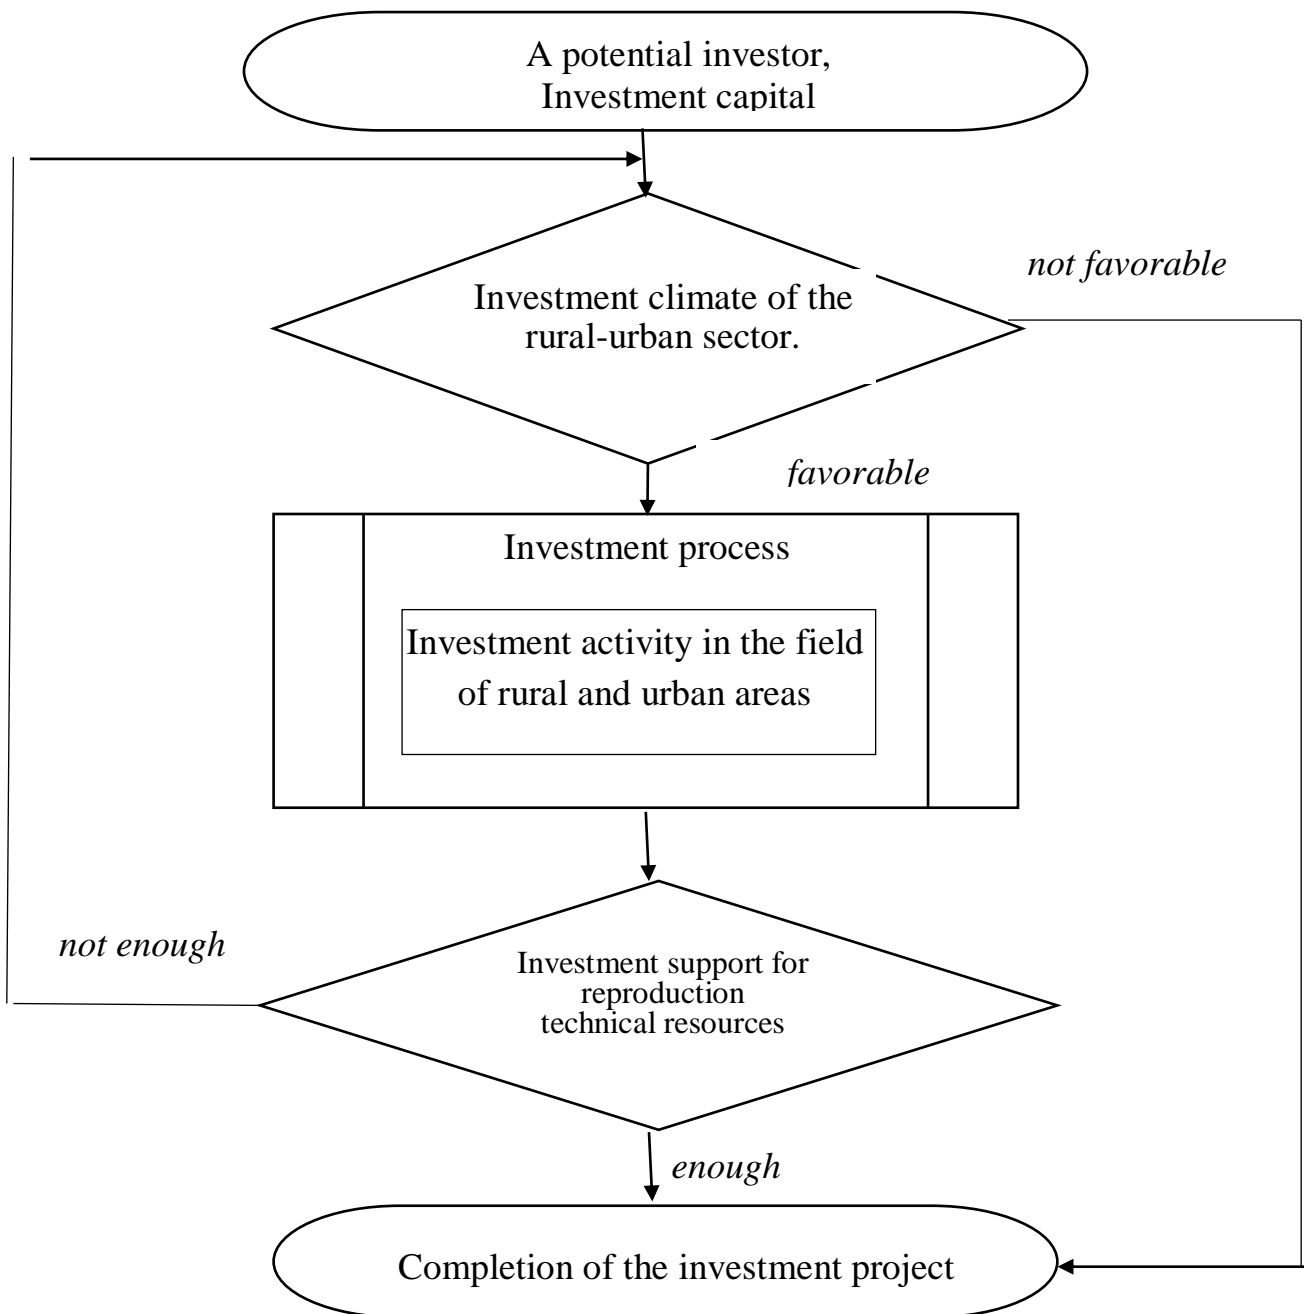 A potential investor,
Investment capital
not favorable
Investment climate of the
rural-urban sector.
favorable
Investment process
Investment activity in the field
of rural and urban areas
not enough
Investment support for
reproduction
technical resources
enough
Completion of the investment project